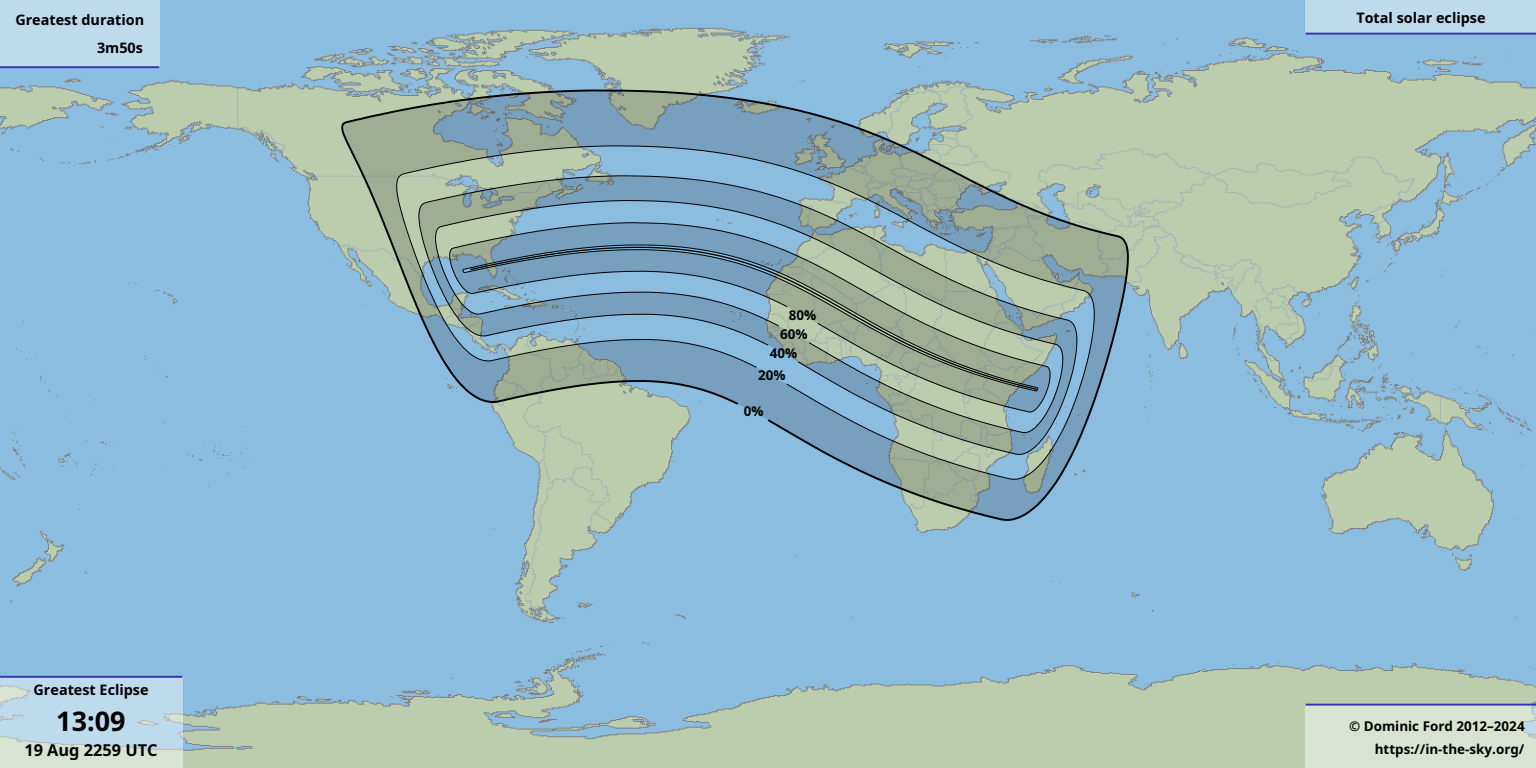 Greatest duration
3m50s
Total solar eclipse
80%
60%
40%
20%
0%
Greatest Eclipse
13:09
19 Aug 2259 UTC
© Dominic Ford 2012–2024
https://in-the-sky.org/